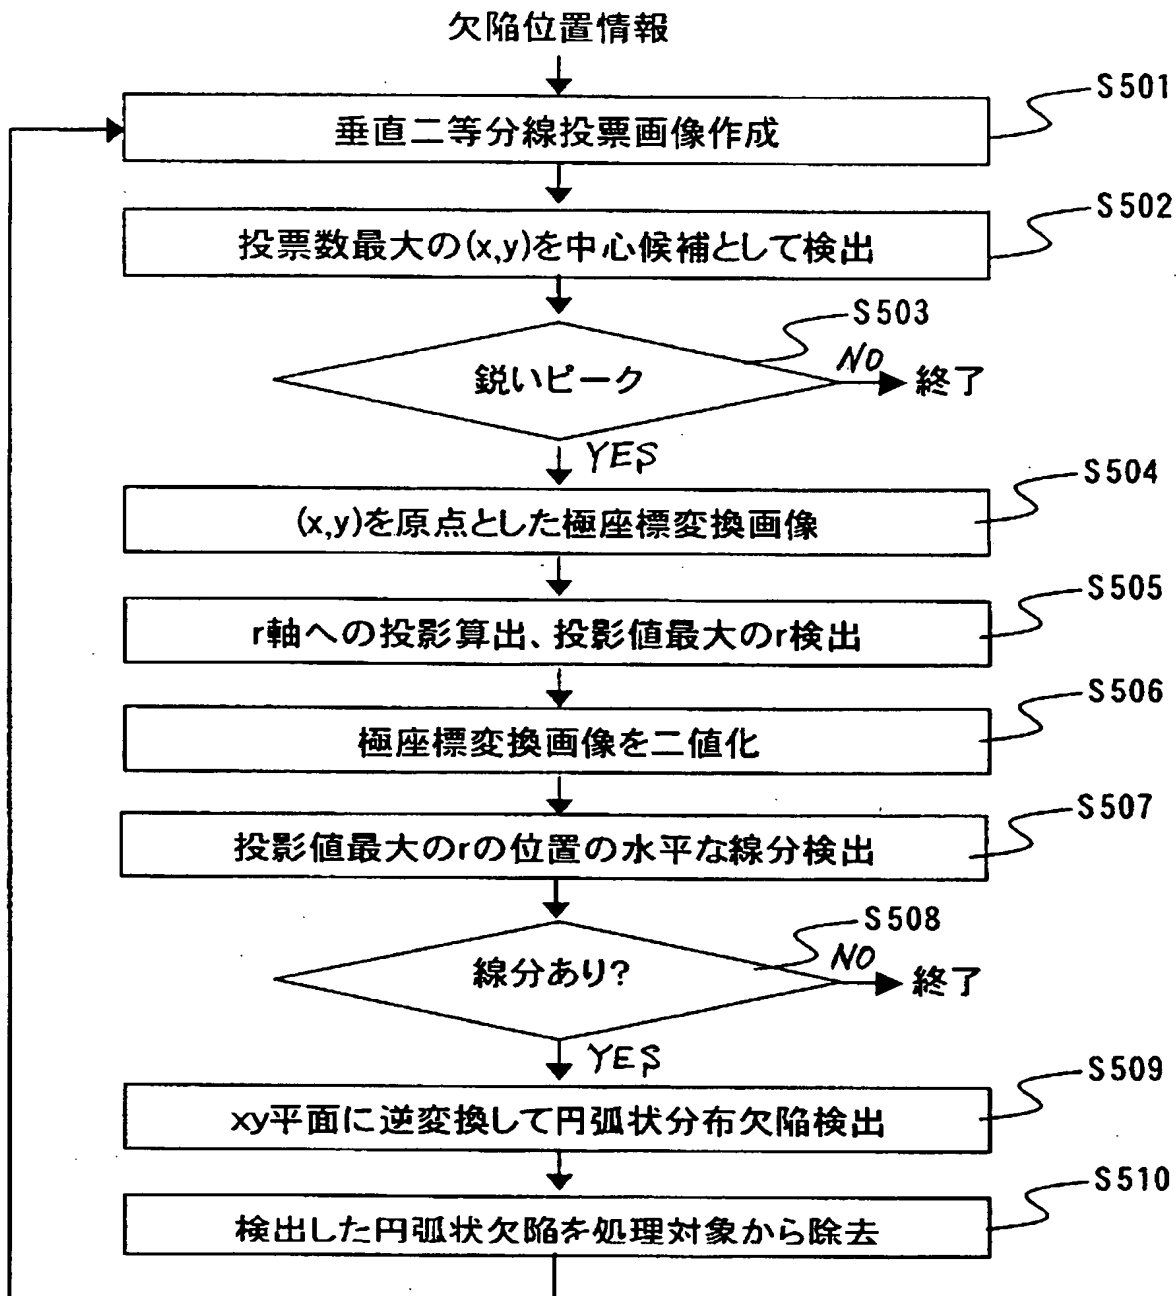 欠陥位置情報
S501
垂直二等分線投票画像作成
S502
投票数最大の(x,y)を中心候補として検出
S503
鋭いピーク
NO
終了
YES
S504
(x,y)を原点とした極座標変換画像
S505
r軸への投影算出、投影値最大のr検出
S506
極座標変換画像を二値化
S507
投影値最大のrの位置の水平な線分検出
S508
線分あり?
NO
終了
YES
S509
xy平面に逆変換して円弧状分布欠陥検出
S510
検出した円弧状欠陥を処理対象から除去